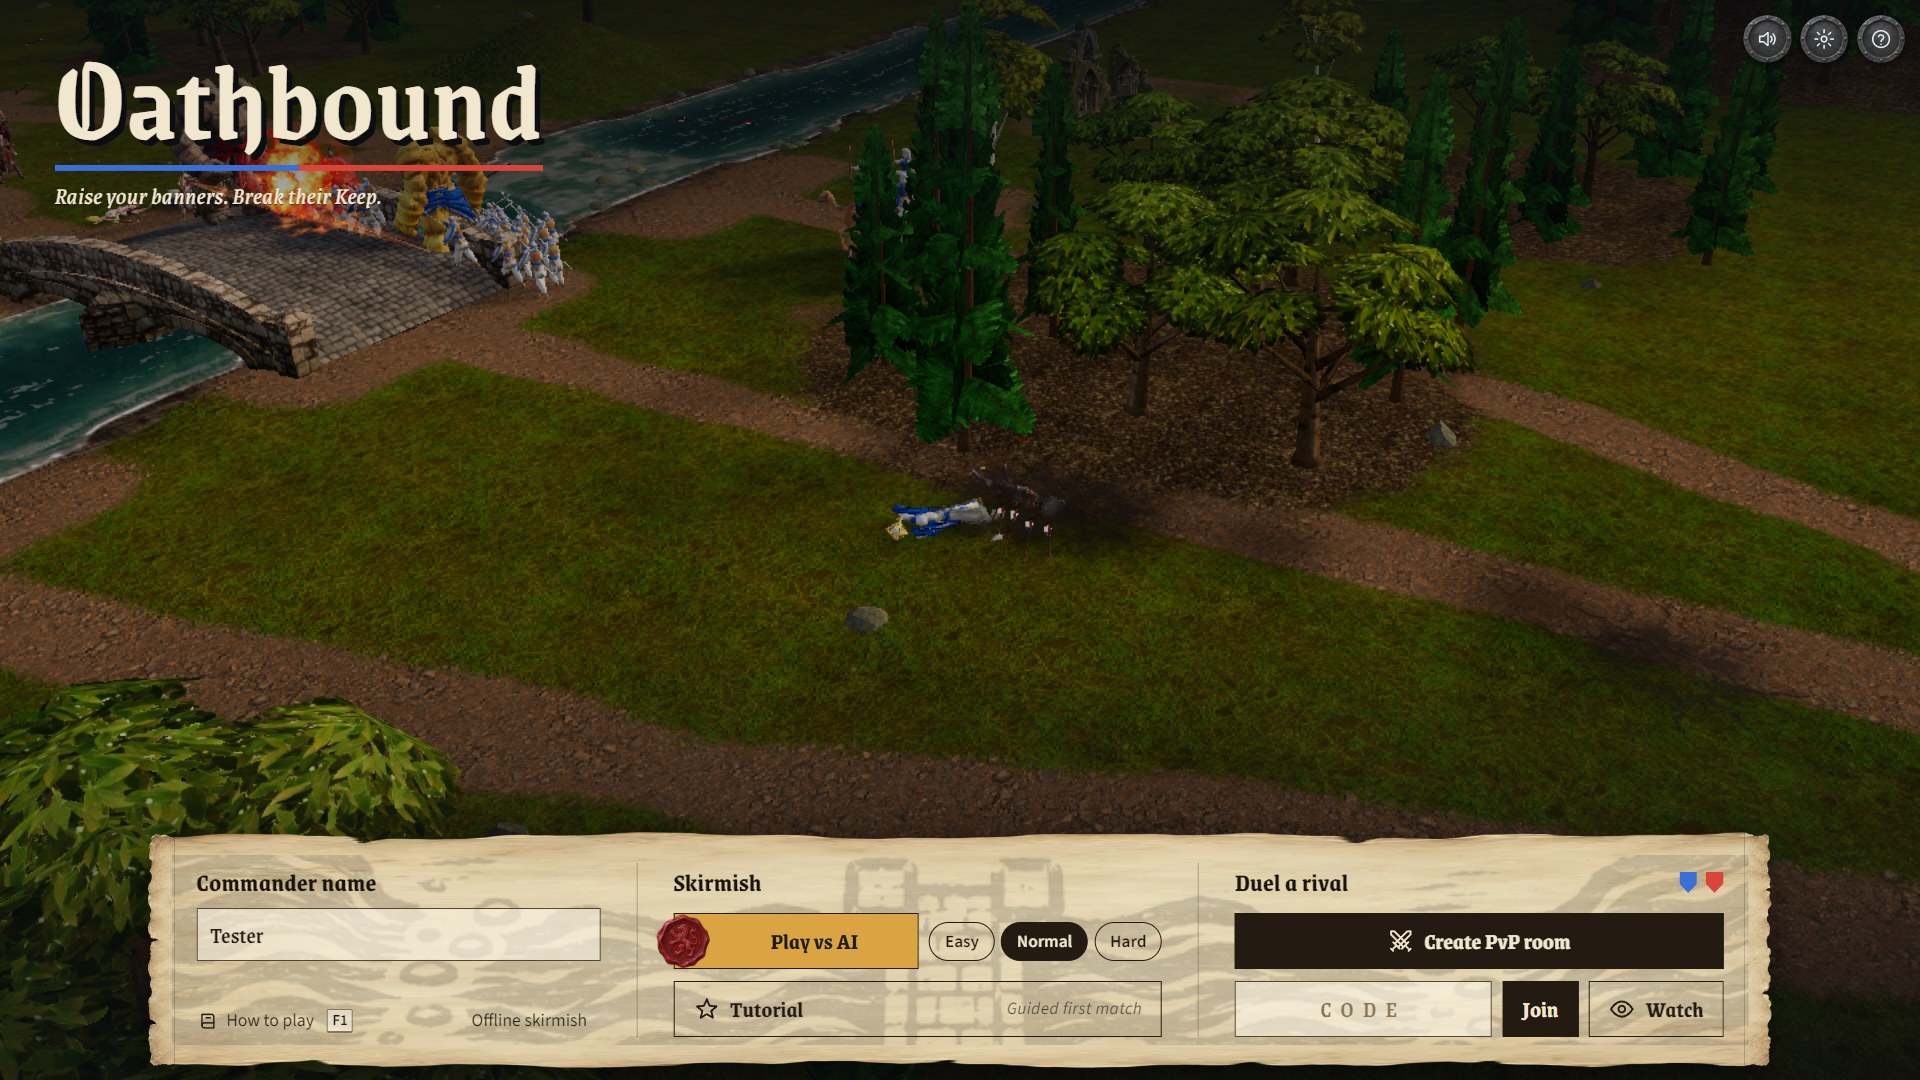 Oathbound
Raise your banners. Break their Keep.
Commander name
Tester
How to play F1
Offline skirmish
Skirmish
Play vs AI
Easy
Normal
Hard
Tutorial
Guided first match
Duel a rival
Create PvP room
CODE
Join
Watch